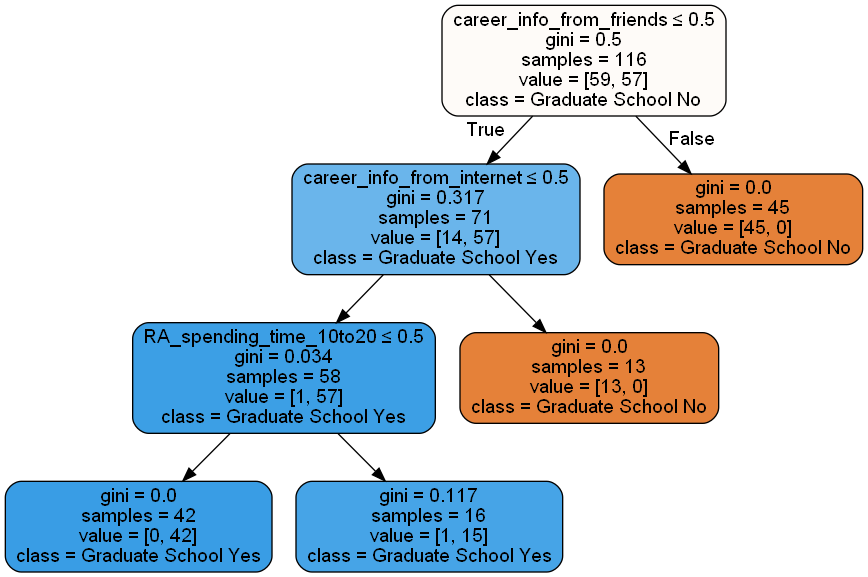 career_info_from_friends ≤ 0.5
gini = 0.5
samples = 116
value = [59, 57]
class = Graduate School No
True
False
career_info_from_internet ≤ 0.5
gini = 0.317
samples = 71
value = [14, 57]
class = Graduate School Yes
gini = 0.0
samples = 45
value = [45, 0]
class = Graduate School No
RA_spending_time_10to20 ≤ 0.5
gini = 0.034
samples = 58
value = [1, 57]
class = Graduate School Yes
gini = 0.0
samples = 13
value = [13, 0]
class = Graduate School No
gini = 0.0
samples = 42
value = [0, 42]
class = Graduate School Yes
gini = 0.117
samples = 16
value = [1, 15]
class = Graduate School Yes